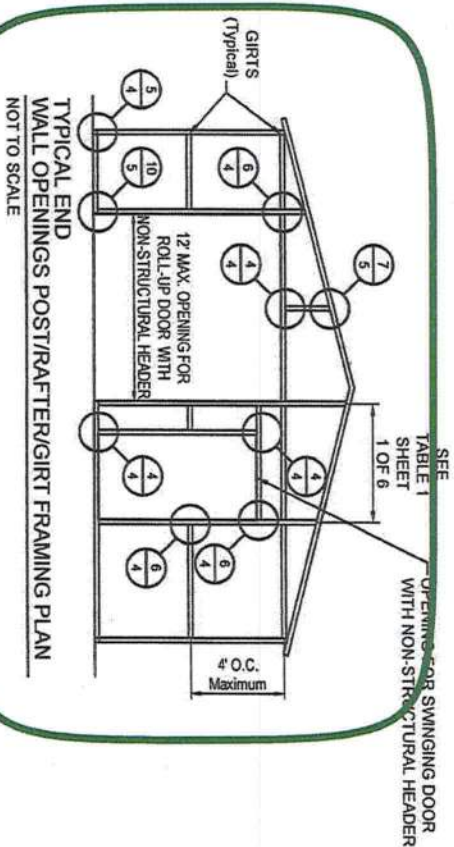 SEE
TABLE 1
SHEET
1 OF 6
OPENING FOR SWINGING DOOR
WITH NON-STRUCTURAL HEADER
GIRTS
(Typical)
7
5
6
4
4
4
5
4
10
5
12' MAX. OPENING FOR
ROLL-UP DOOR WITH
NON-STRUCTURAL HEADER
4
4
4
4
6
4
6
4
4' O.C.
Maximum
TYPICAL END
WALL OPENINGS POST/RAFTER/GIRT FRAMING PLAN
NOT TO SCALE